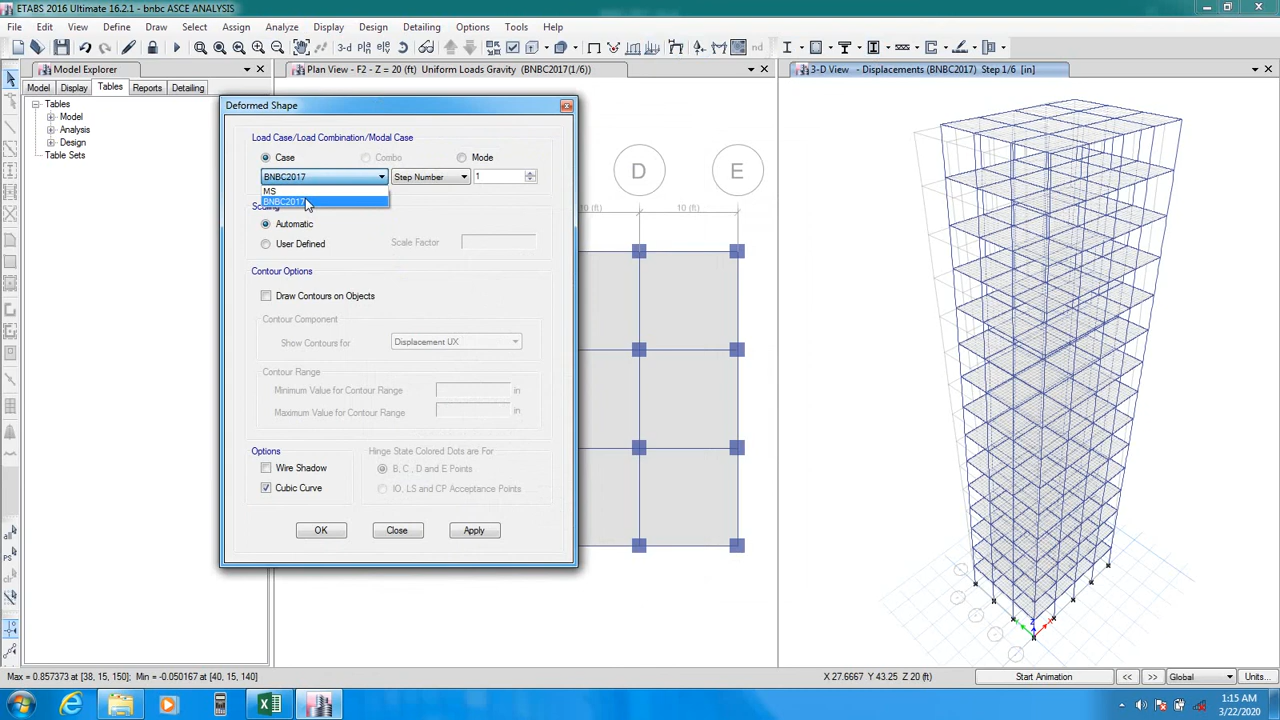 ETABS 2016 Ultimate 16.2.1 - bnbc ASCE ANALYSIS
File Edit View Define Draw Select Assign Analyze Display Design Detailing Options Tools Help
3-d nd
Model Explorer
Plan View - F2 - Z = 20 (ft) Uniform Loads Gravity (BNBC2017(1/6))
3-D View - Displacements (BNBC2017) Step 1/6 [in]
Model Display Tables Reports Detailing
Tables
Model
Analysis
Design
Table Sets
Deformed Shape
Load Case/Load Combination/Modal Case
Case Combo Mode
BNBC2017 Step Number 1
MS
BNBC2017
Automatic
User Defined Scale Factor
Contour Options
Draw Contours on Objects
Contour Component
Show Contours for Displacement UX
Contour Range
Minimum Value for Contour Range in
Maximum Value for Contour Range in
Options
Wire Shadow
Cubic Curve
Hinge State Colored Dots are For
B, C, D and E Points
IO, LS and CP Acceptance Points
OK Close Apply
D E
10 (ft)
all
PS
clr
Max = 0.857373 at [38, 15, 150]; Min = -0.050167 at [40, 15, 140]
X 27.6667 Y 43.25 Z 20 (ft)
Start Animation << >> Global Units...
1:15 AM
3/22/2020